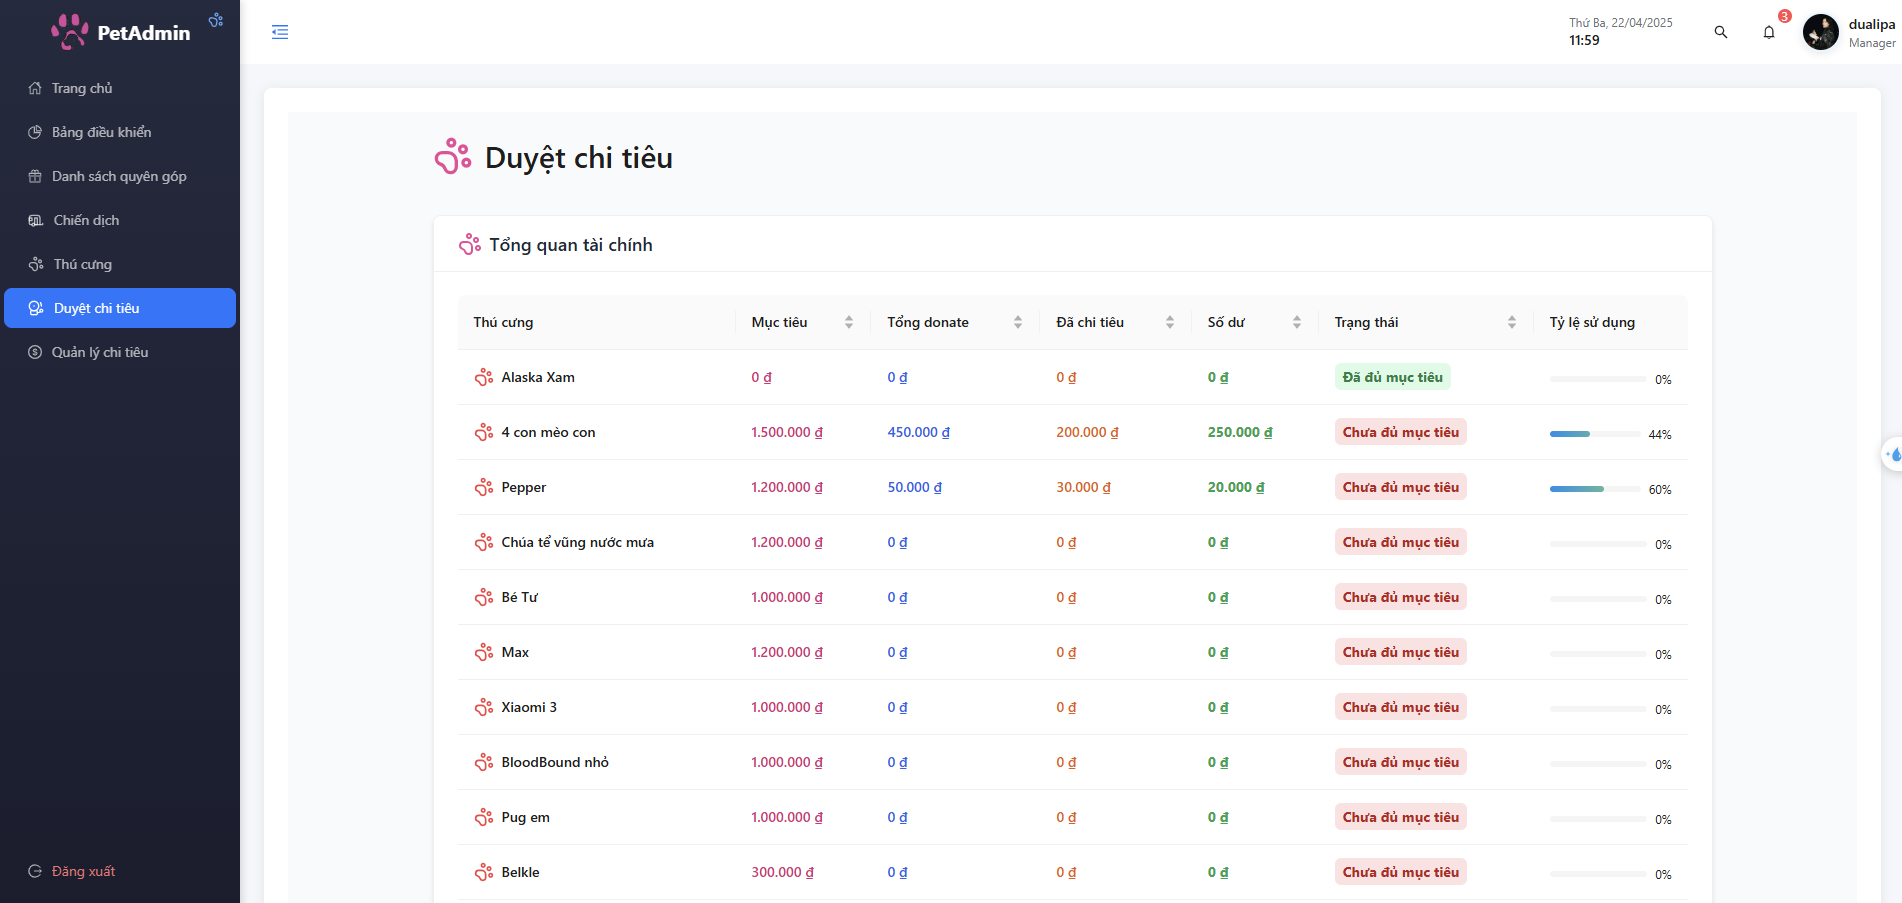 PetAdmin
Trang chủ
Bảng điều khiển
Danh sách quyên góp
Chiến dịch
Thú cưng
Duyệt chi tiêu
Quản lý chi tiêu
Đăng xuất
Thứ Ba, 22/04/2025
11:59
3
dualipa
Manager
Duyệt chi tiêu
Tổng quan tài chính
Thú cưng Mục tiêu Tổng donate Đã chi tiêu Số dư Trạng thái Tỷ lệ sử dụng
Alaska Xam 0 ₫ 0 ₫ 0 ₫ 0 ₫ Đã đủ mục tiêu 0%
4 con mèo con 1.500.000 ₫ 450.000 ₫ 200.000 ₫ 250.000 ₫ Chưa đủ mục tiêu 44%
Pepper 1.200.000 ₫ 50.000 ₫ 30.000 ₫ 20.000 ₫ Chưa đủ mục tiêu 60%
Chúa tể vũng nước mưa 1.200.000 ₫ 0 ₫ 0 ₫ 0 ₫ Chưa đủ mục tiêu 0%
Bé Tư 1.000.000 ₫ 0 ₫ 0 ₫ 0 ₫ Chưa đủ mục tiêu 0%
Max 1.200.000 ₫ 0 ₫ 0 ₫ 0 ₫ Chưa đủ mục tiêu 0%
Xiaomi 3 1.000.000 ₫ 0 ₫ 0 ₫ 0 ₫ Chưa đủ mục tiêu 0%
BloodBound nhỏ 1.000.000 ₫ 0 ₫ 0 ₫ 0 ₫ Chưa đủ mục tiêu 0%
Pug em 1.000.000 ₫ 0 ₫ 0 ₫ 0 ₫ Chưa đủ mục tiêu 0%
Belkle 300.000 ₫ 0 ₫ 0 ₫ 0 ₫ Chưa đủ mục tiêu 0%